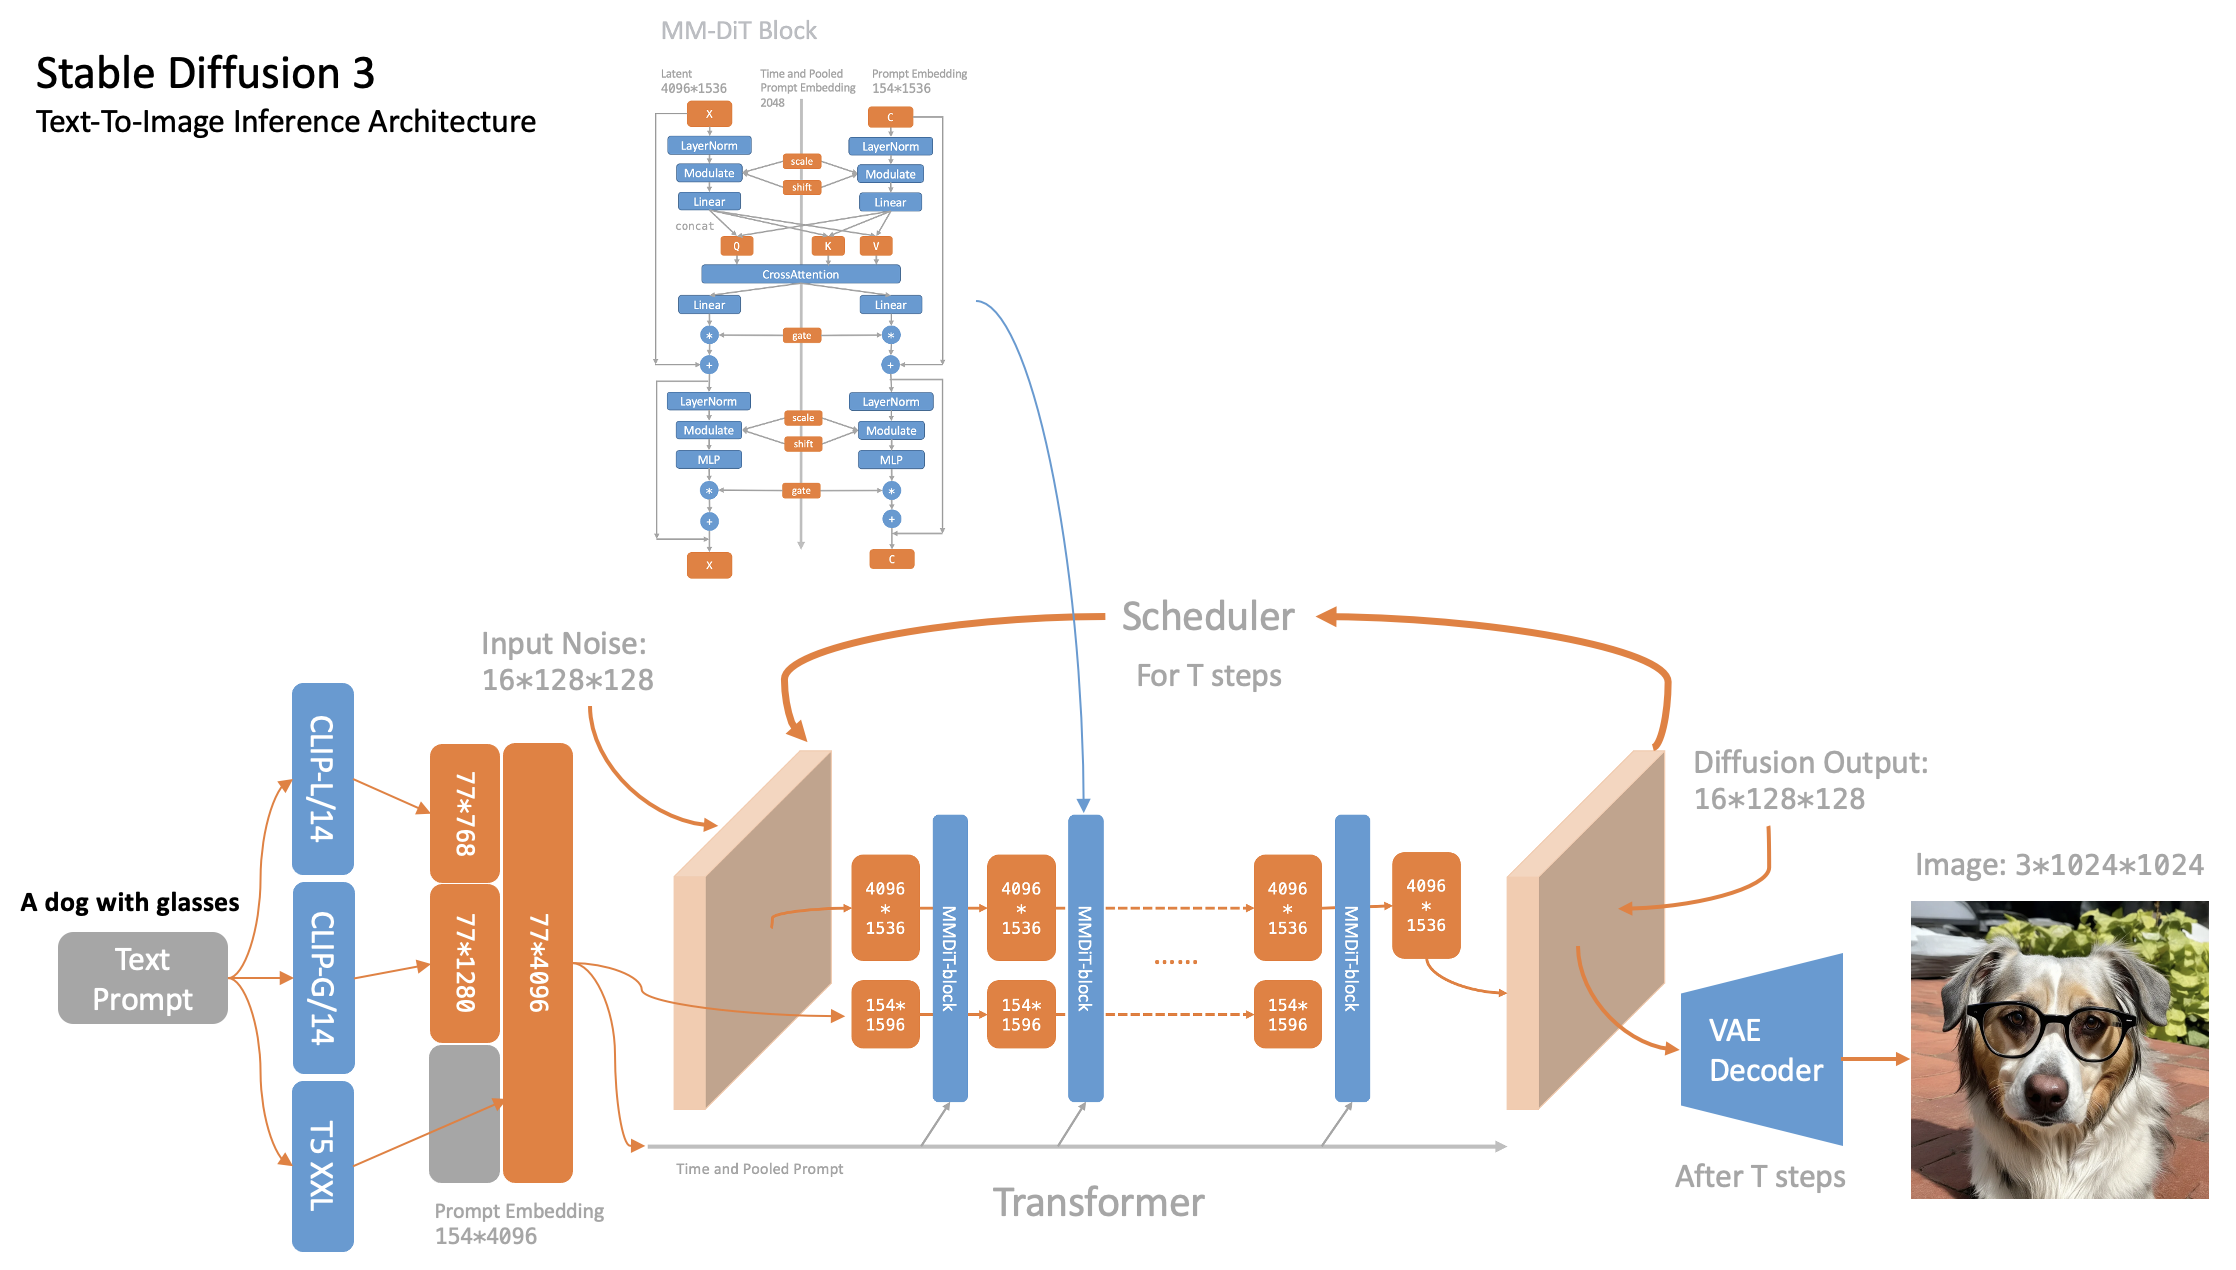 Stable Diffusion 3
Text-To-Image Inference Architecture
MM-DiT Block
Latent
4096*1536
Time and Pooled
Prompt Embedding
2048
Prompt Embedding
154*1536
X
C
LayerNorm
LayerNorm
scale
Modulate
Modulate
shift
Linear
Linear
concat
Q
K
V
CrossAttention
Linear
Linear
*
gate
*
+
+
LayerNorm
LayerNorm
scale
Modulate
Modulate
shift
MLP
MLP
*
gate
*
+
+
X
C
Scheduler
For T steps
Input Noise:
16*128*128
A dog with glasses
Text
Prompt
CLIP-L/14
CLIP-G/14
T5 XXL
77*768
77*1280
77*4096
Prompt Embedding
154*4096
4096
*
1536
154*
1596
MMDiT-block
4096
*
1536
154*
1596
MMDiT-block
......
4096
*
1536
154*
1596
MMDiT-block
4096
*
1536
Time and Pooled Prompt
Transformer
Diffusion Output:
16*128*128
VAE
Decoder
After T steps
Image: 3*1024*1024